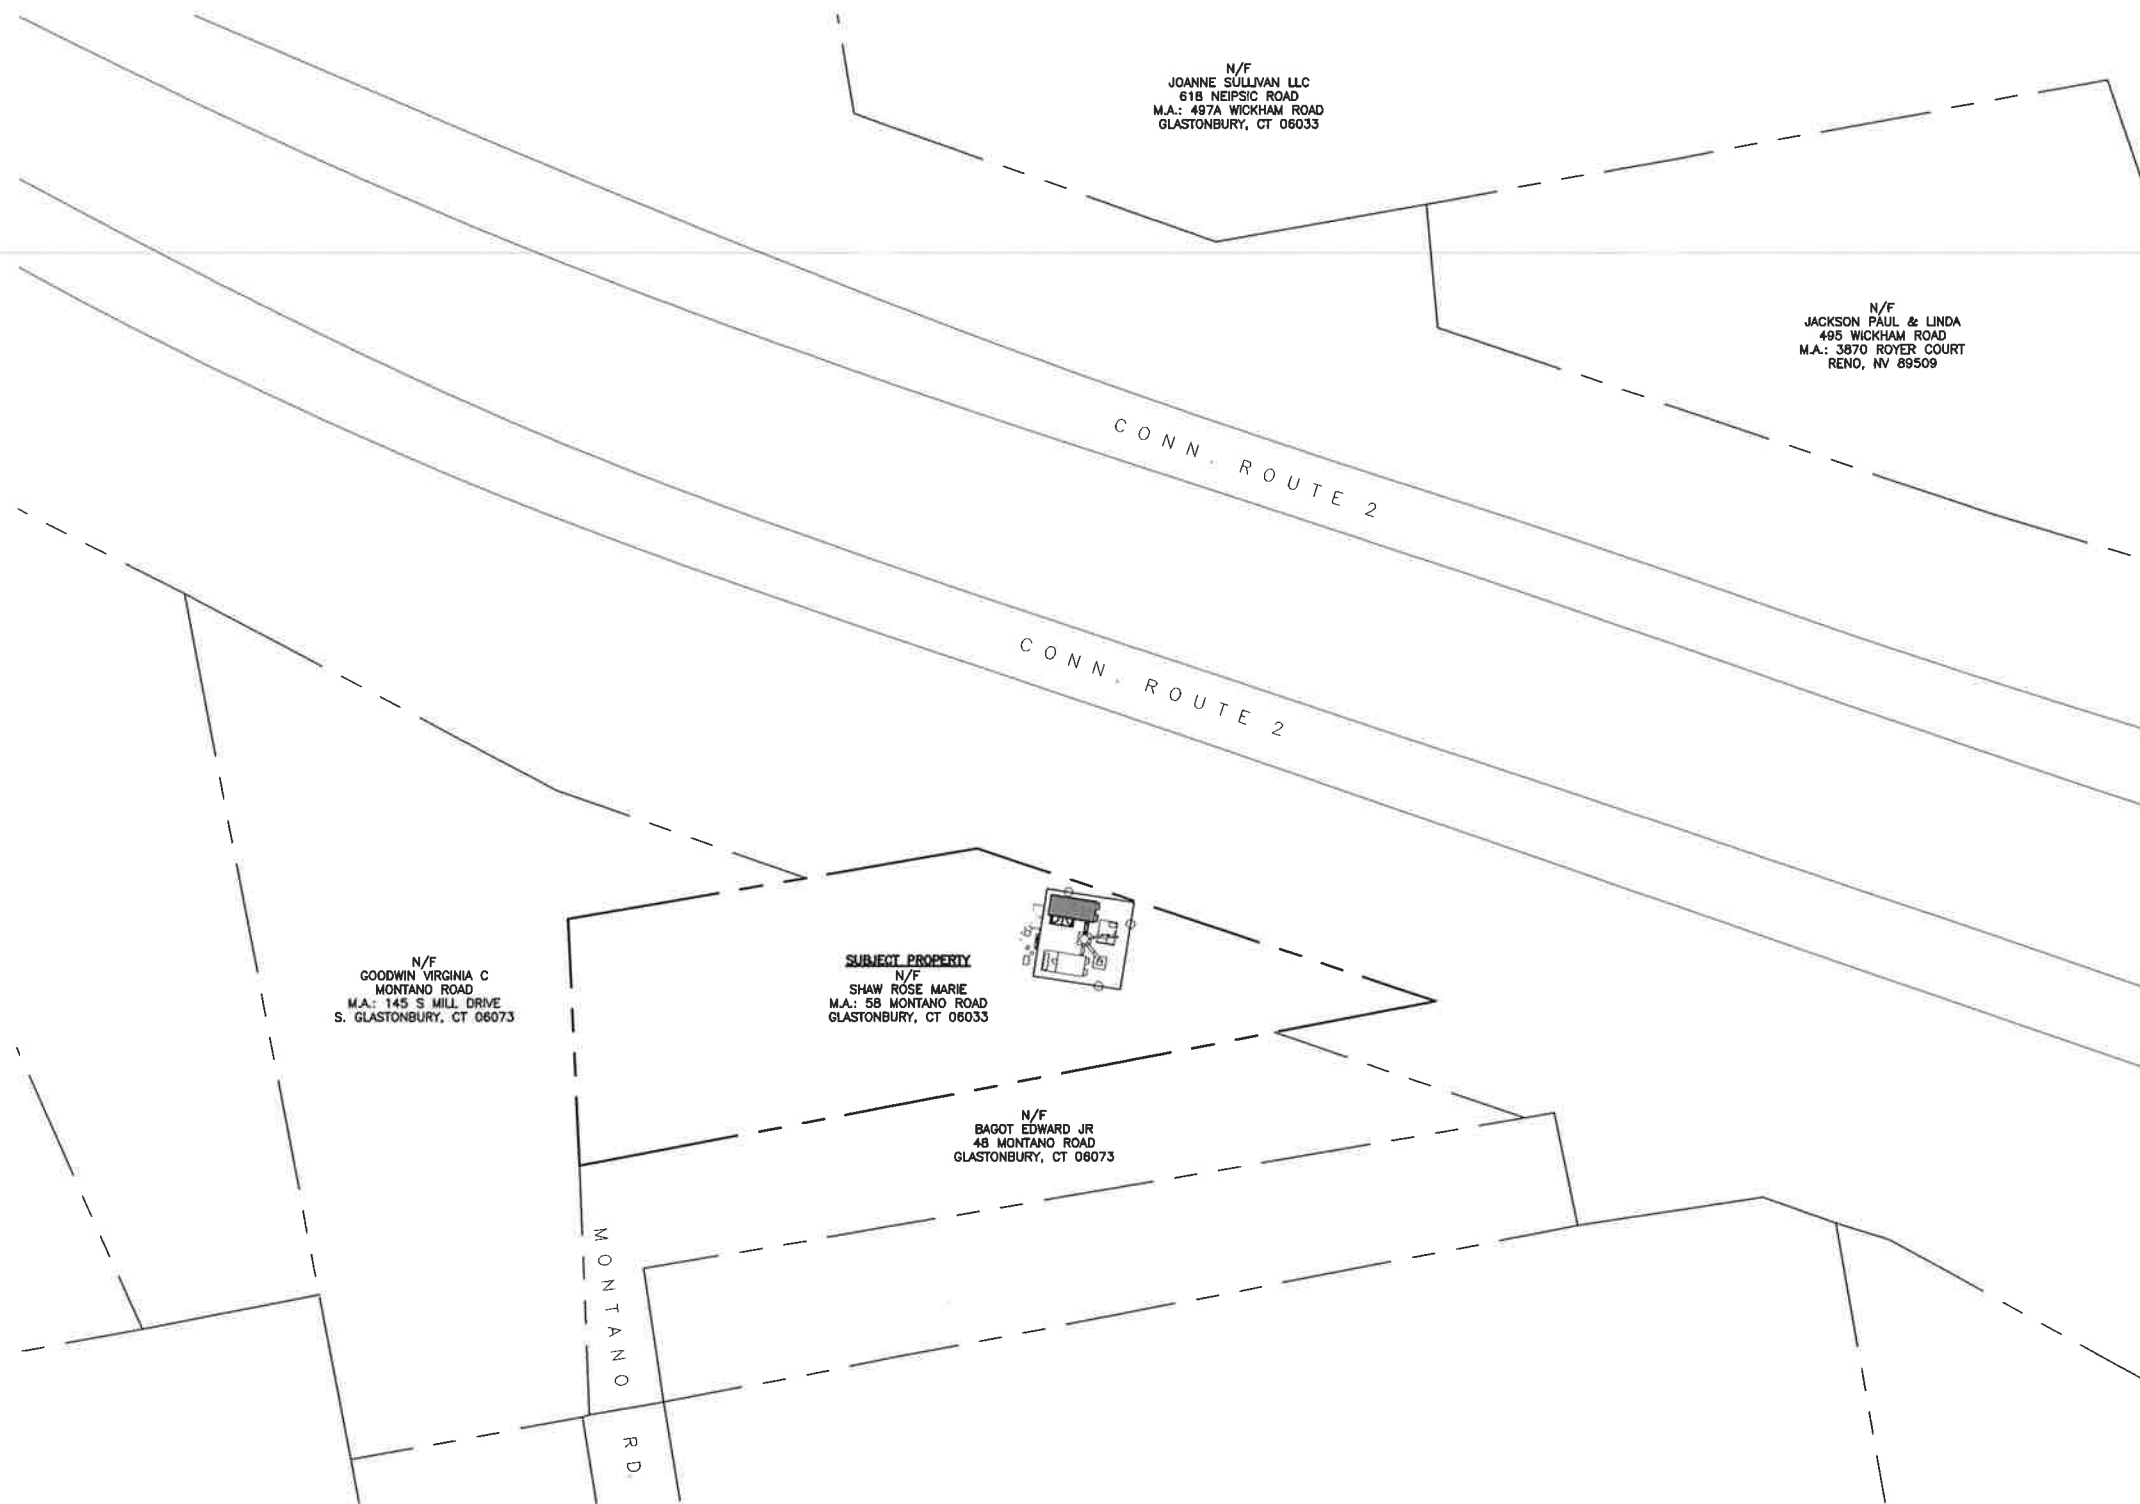 N/F
JOANNE SULLIVAN LLC
618 NEIPSIC ROAD
M.A.: 497A WICKHAM ROAD
GLASTONBURY, CT 06033
N/F
JACKSON PAUL & LINDA
495 WICKHAM ROAD
M.A.: 3870 ROYER COURT
RENO, NV 89509
CONN. ROUTE 2
CONN. ROUTE 2
N/F
GOODWIN VIRGINIA C
MONTANO ROAD
M.A.: 145 S MILL DRIVE
S. GLASTONBURY, CT 06073
SUBJECT PROPERTY
N/F
SHAW ROSE MARIE
M.A.: 58 MONTANO ROAD
GLASTONBURY, CT 06033
N/F
BAGOT EDWARD JR
48 MONTANO ROAD
GLASTONBURY, CT 06073
MONTANO RD.